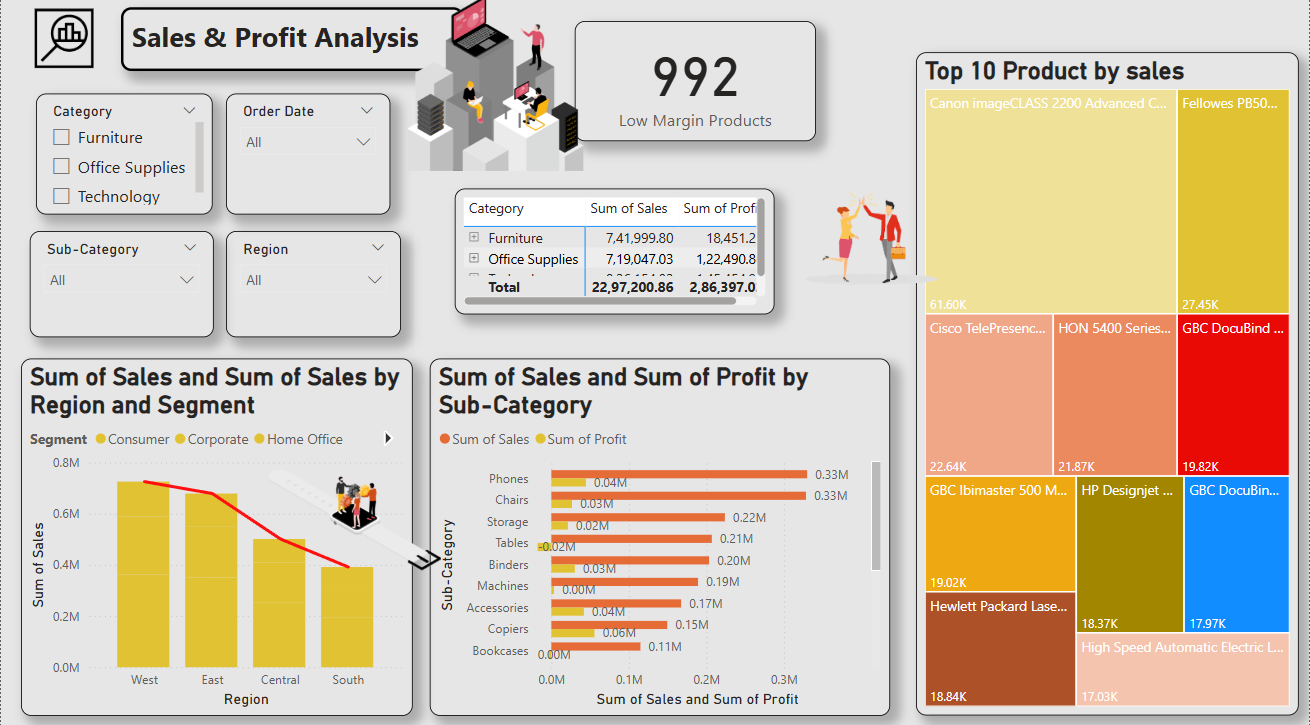 Sales & Profit Analysis
992
Low Margin Products
Category
Furniture
Office Supplies
Technology
Order Date
All
Sub-Category
All
Region
All
Category Sum of Sales Sum of Profi
Furniture 7,41,999.80 18,451.2
Office Supplies 7,19,047.03 1,22,490.8
Total 22,97,200.86 2,86,397.0
Sum of Sales and Sum of Sales by
Region and Segment
Segment Consumer Corporate Home Office
Sum of Sales
0.8M
0.6M
0.4M
0.2M
0.0M
West East Central South
Region
Sum of Sales and Sum of Profit by
Sub-Category
Sum of Sales Sum of Profit
Sub-Category
Phones 0.33M
0.04M
Chairs 0.33M
0.03M
Storage 0.22M
0.02M
Tables 0.21M
-0.02M
Binders 0.20M
0.03M
Machines 0.19M
0.00M
Accessories 0.17M
0.04M
Copiers 0.15M
0.06M
Bookcases 0.11M
0.00M
0.0M 0.1M 0.2M 0.3M
Sum of Sales and Sum of Profit
Top 10 Product by sales
Canon imageCLASS 2200 Advanced C...
61.60K
Fellowes PB50...
27.45K
Cisco TelePresenc...
22.64K
HON 5400 Series...
21.87K
GBC DocuBind ...
19.82K
GBC Ibimaster 500 M...
19.02K
HP Designjet ...
18.37K
GBC DocuBin...
17.97K
Hewlett Packard Lase...
18.84K
High Speed Automatic Electric L...
17.03K